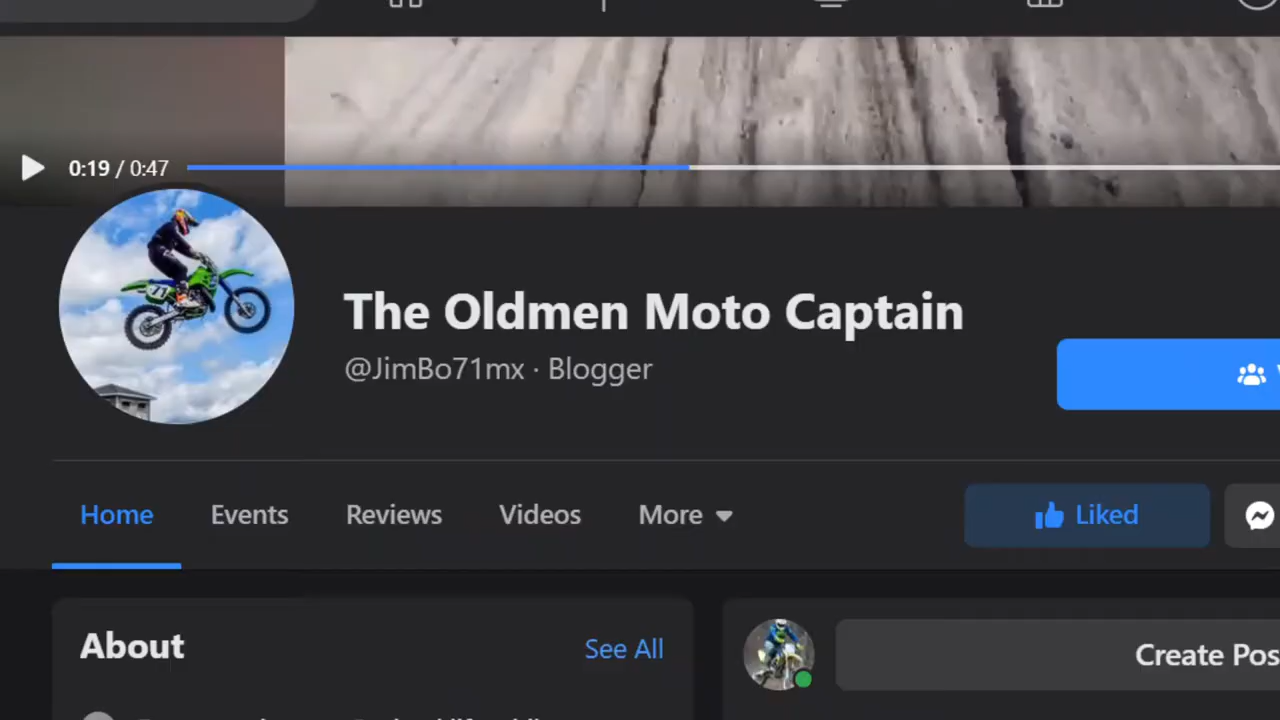 0:19 / 0:47
71
The Oldmen Moto Captain
@JimBo71mx · Blogger
Home Events Reviews Videos More
Liked
About See All
Create Pos